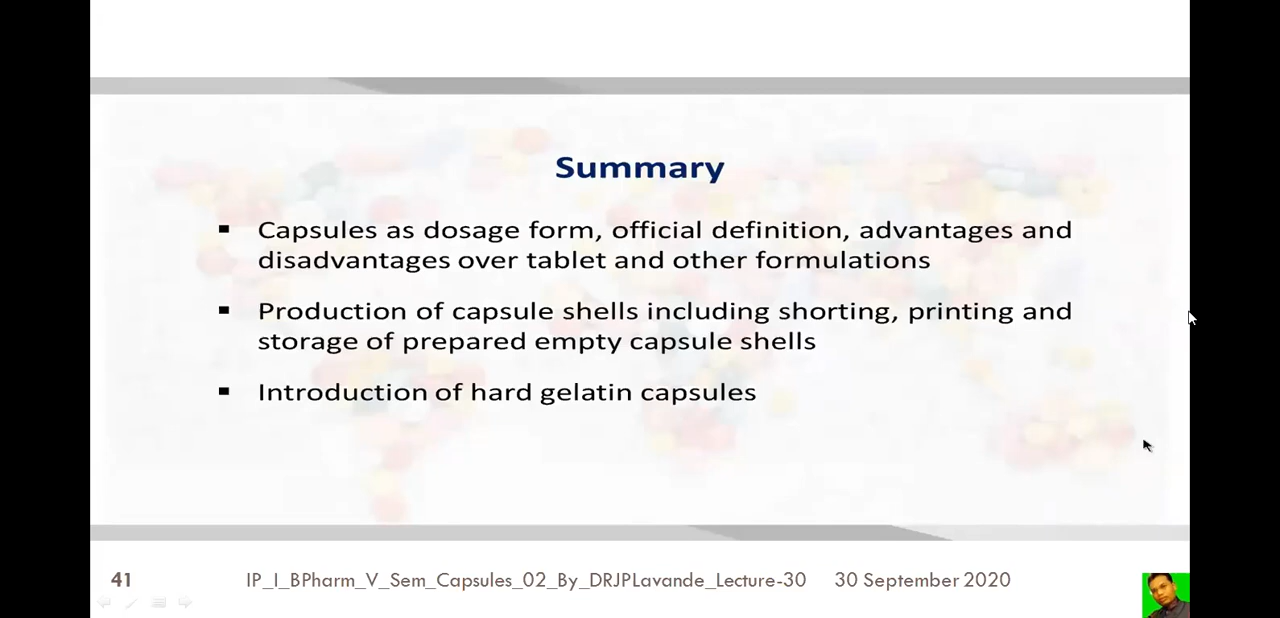 Summary
Capsules as dosage form, official definition, advantages and
disadvantages over tablet and other formulations
Production of capsule shells including shorting, printing and
storage of prepared empty capsule shells
Introduction of hard gelatin capsules
41 IP_I_BPharm_V_Sem_Capsules_02_By_DRJPLavande_Lecture-30 30 September 2020